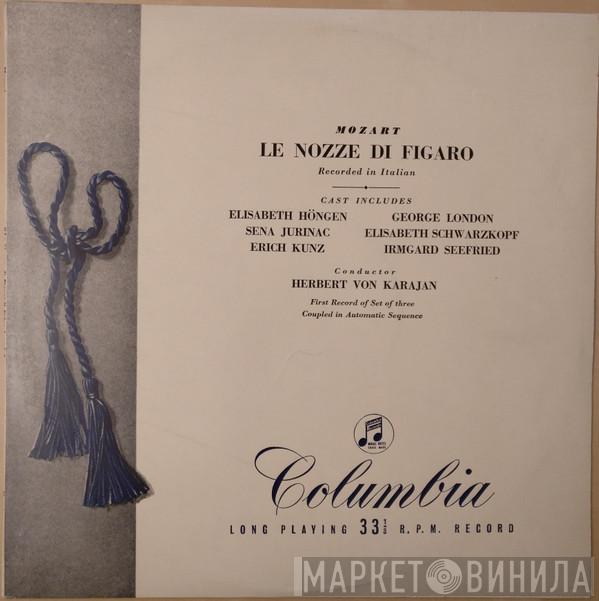 MOZART
LE NOZZE DI FIGARO
Recorded in Italian
CAST INCLUDES
ELISABETH HÖNGEN GEORGE LONDON
SENA JURINAC ELISABETH SCHWARZKOPF
ERICH KUNZ IRMGARD SEEFRIED
Conductor
HERBERT VON KARAJAN
First Record of Set of three
Coupled in Automatic Sequence
Columbia
LONG PLAYING 33⅓ R.P.M. RECORD
МАРКЕТ ВИНИЛА